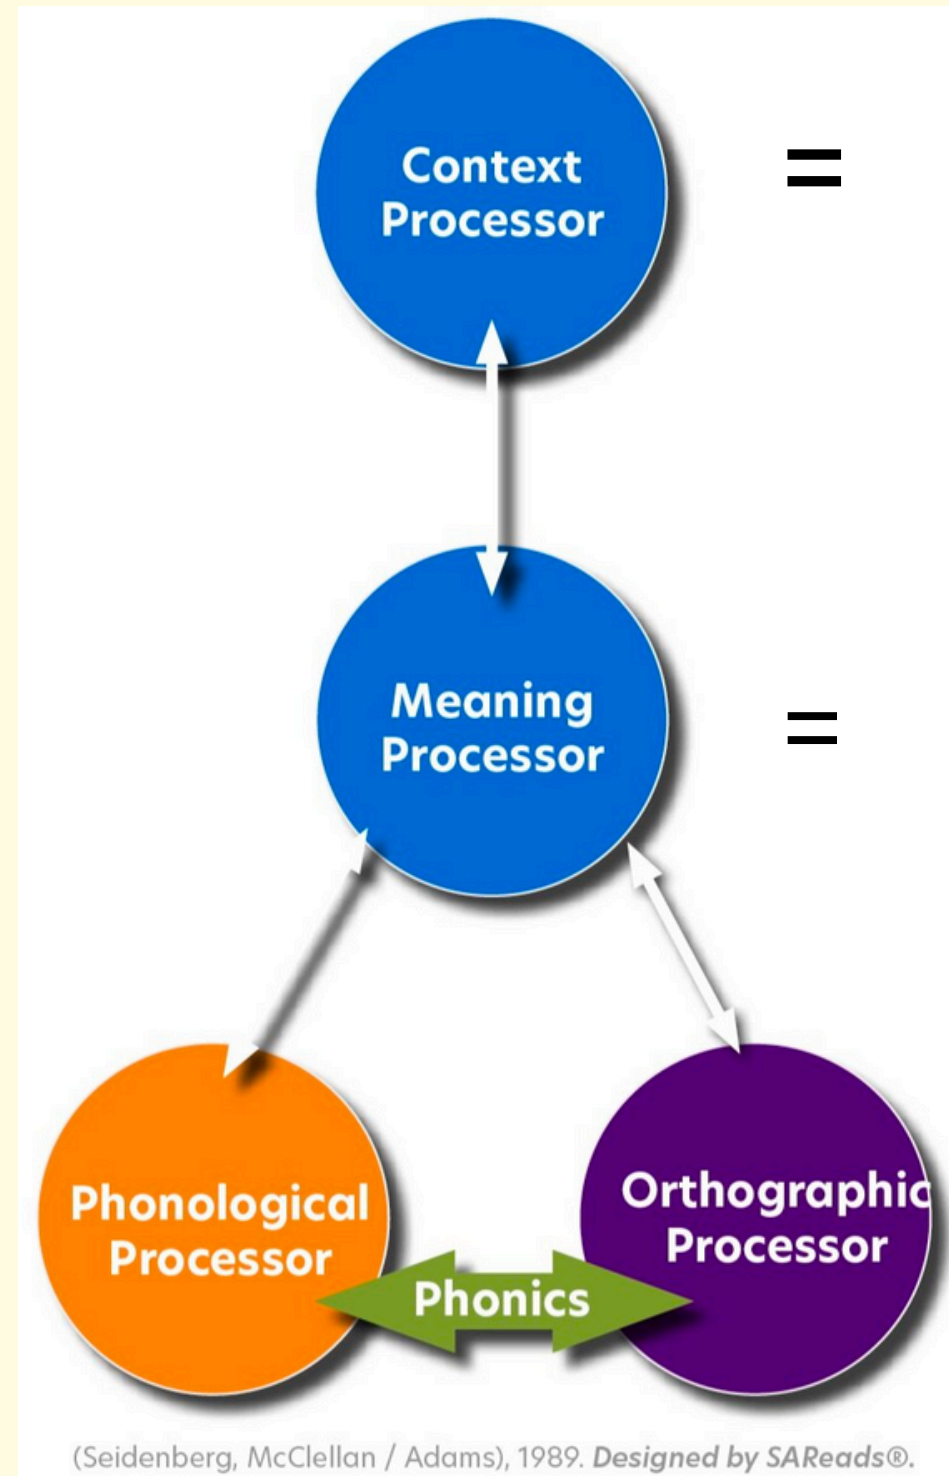 Context
Processor
=
Meaning
Processor
=
Phonological
Processor
Orthographic
Processor
Phonics
(Seidenberg, McClellan / Adams), 1989. Designed by SAReads®.